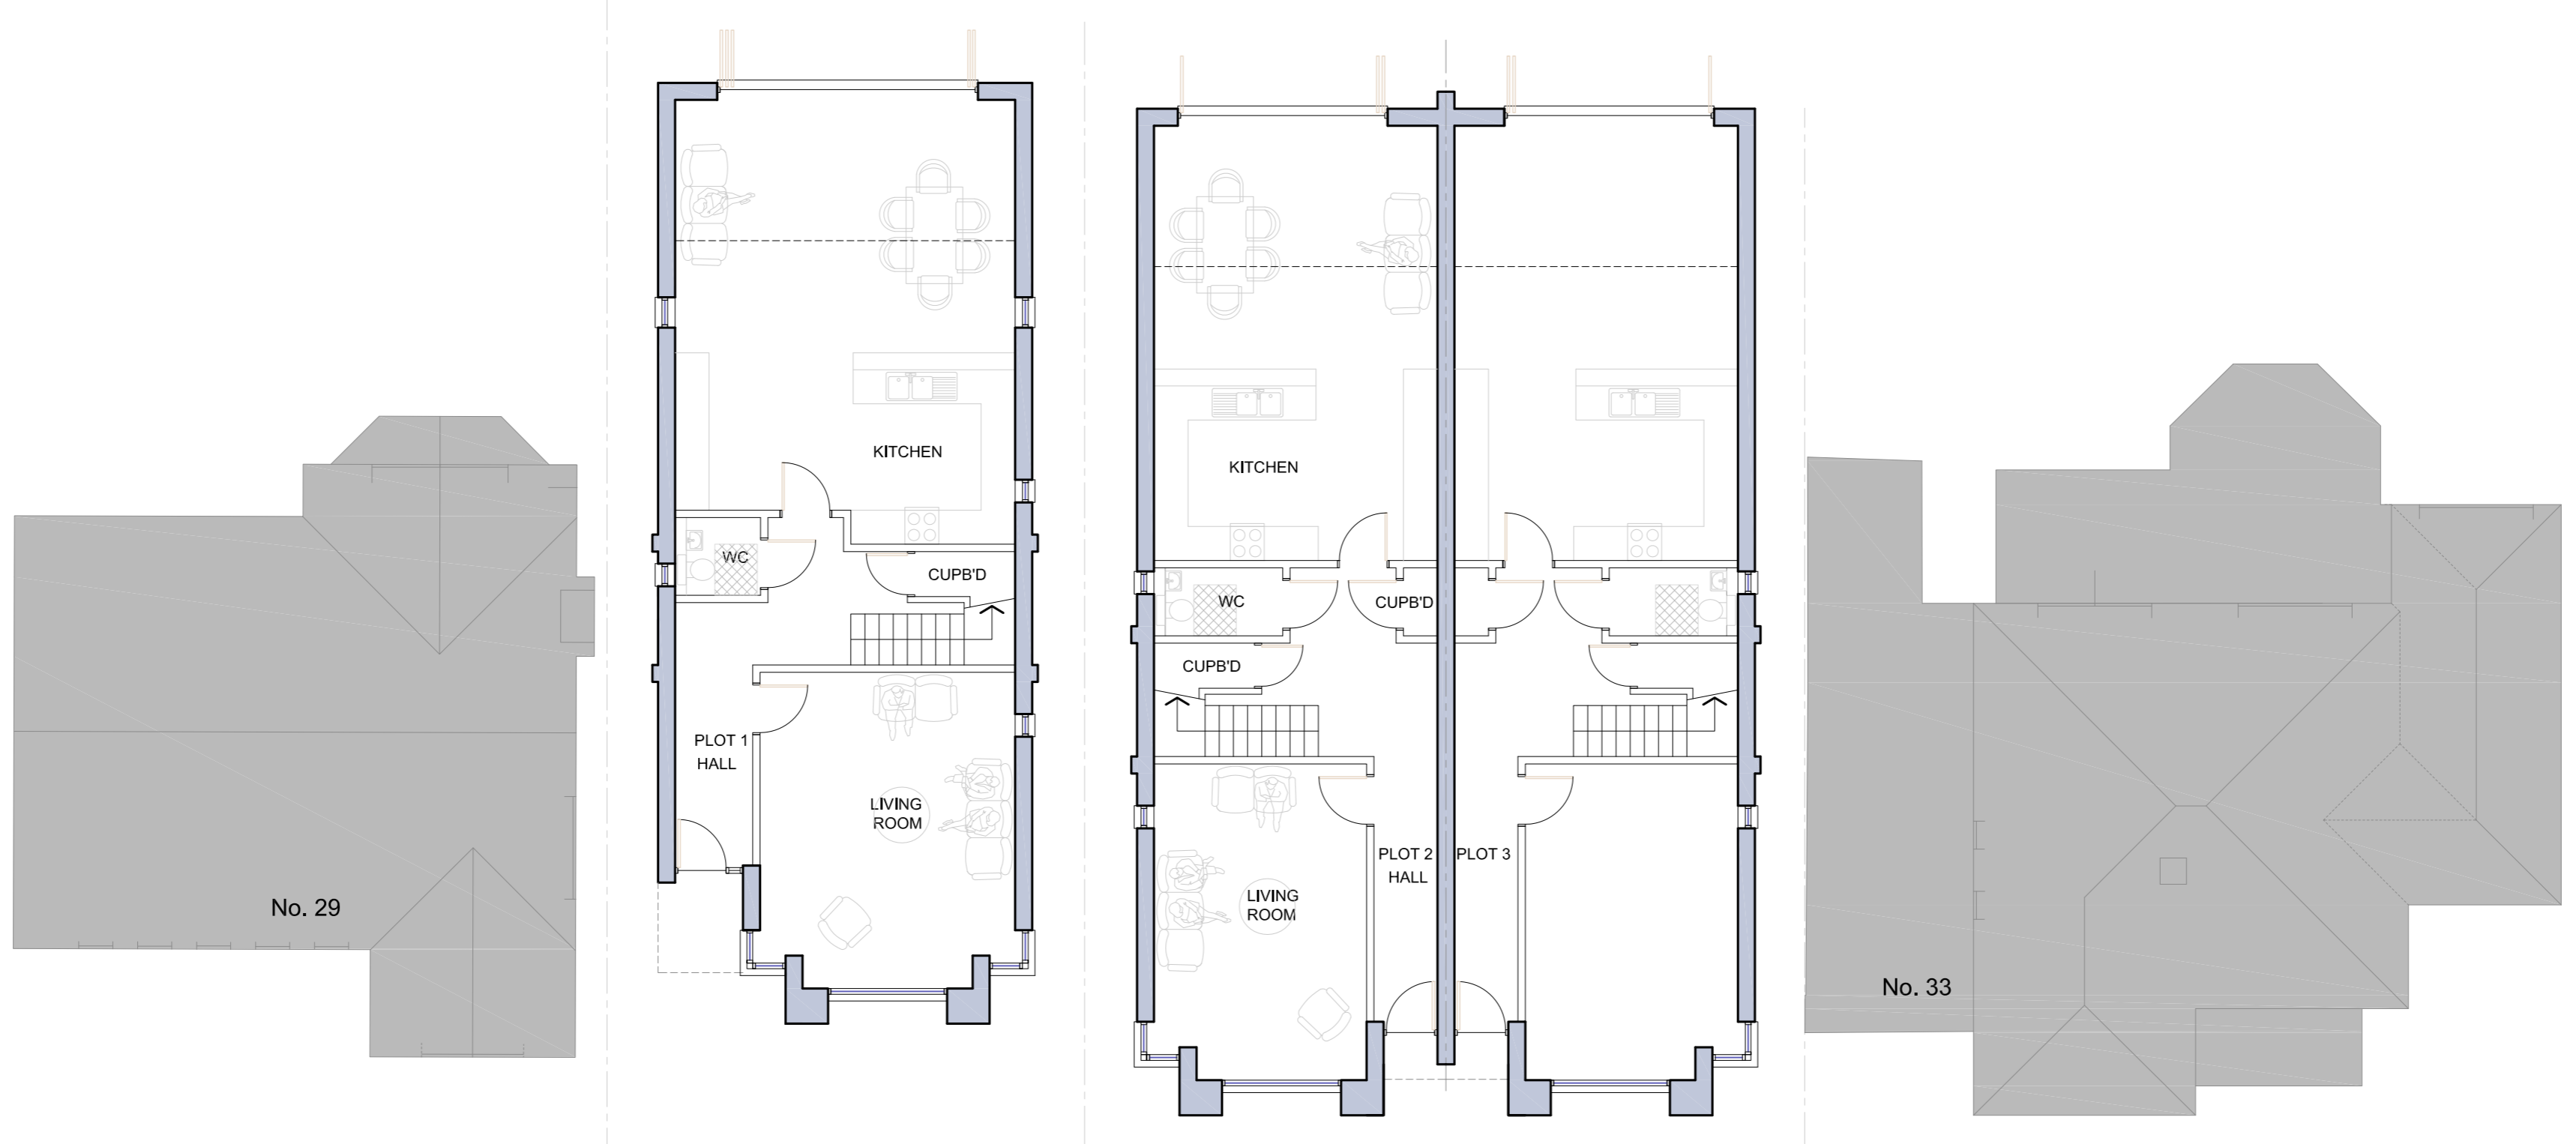 No. 29
KITCHEN
WC
CUPB'D
PLOT 1
HALL
LIVING
ROOM
KITCHEN
WC
CUPB'D
CUPB'D
PLOT 2
HALL
LIVING
ROOM
PLOT 3
No. 33